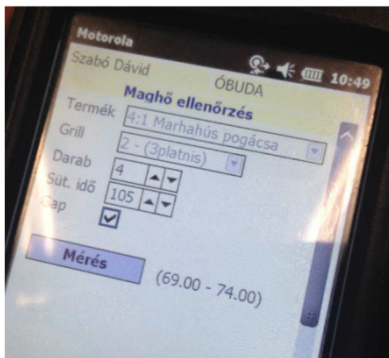 Motorola 10:49
Szabó Dávid ÓBUDA
Maghő ellenőrzés
Termék 4:1 Marhahús pogácsa
Grill 2 - (3platnis)
Darab 4
Süt. idő 105
Gap
Mérés (69.00 - 74.00)